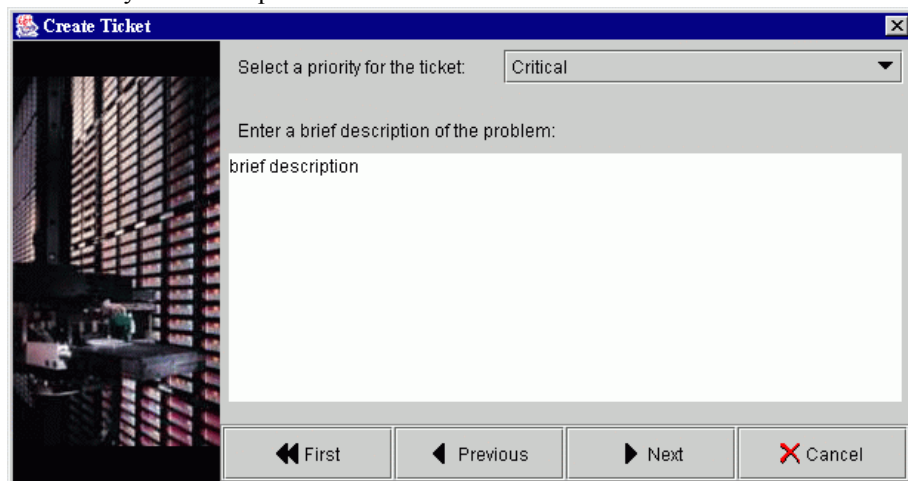 Create Ticket
Select a priority for the ticket: Critical
Enter a brief description of the problem:
brief description
First Previous Next Cancel